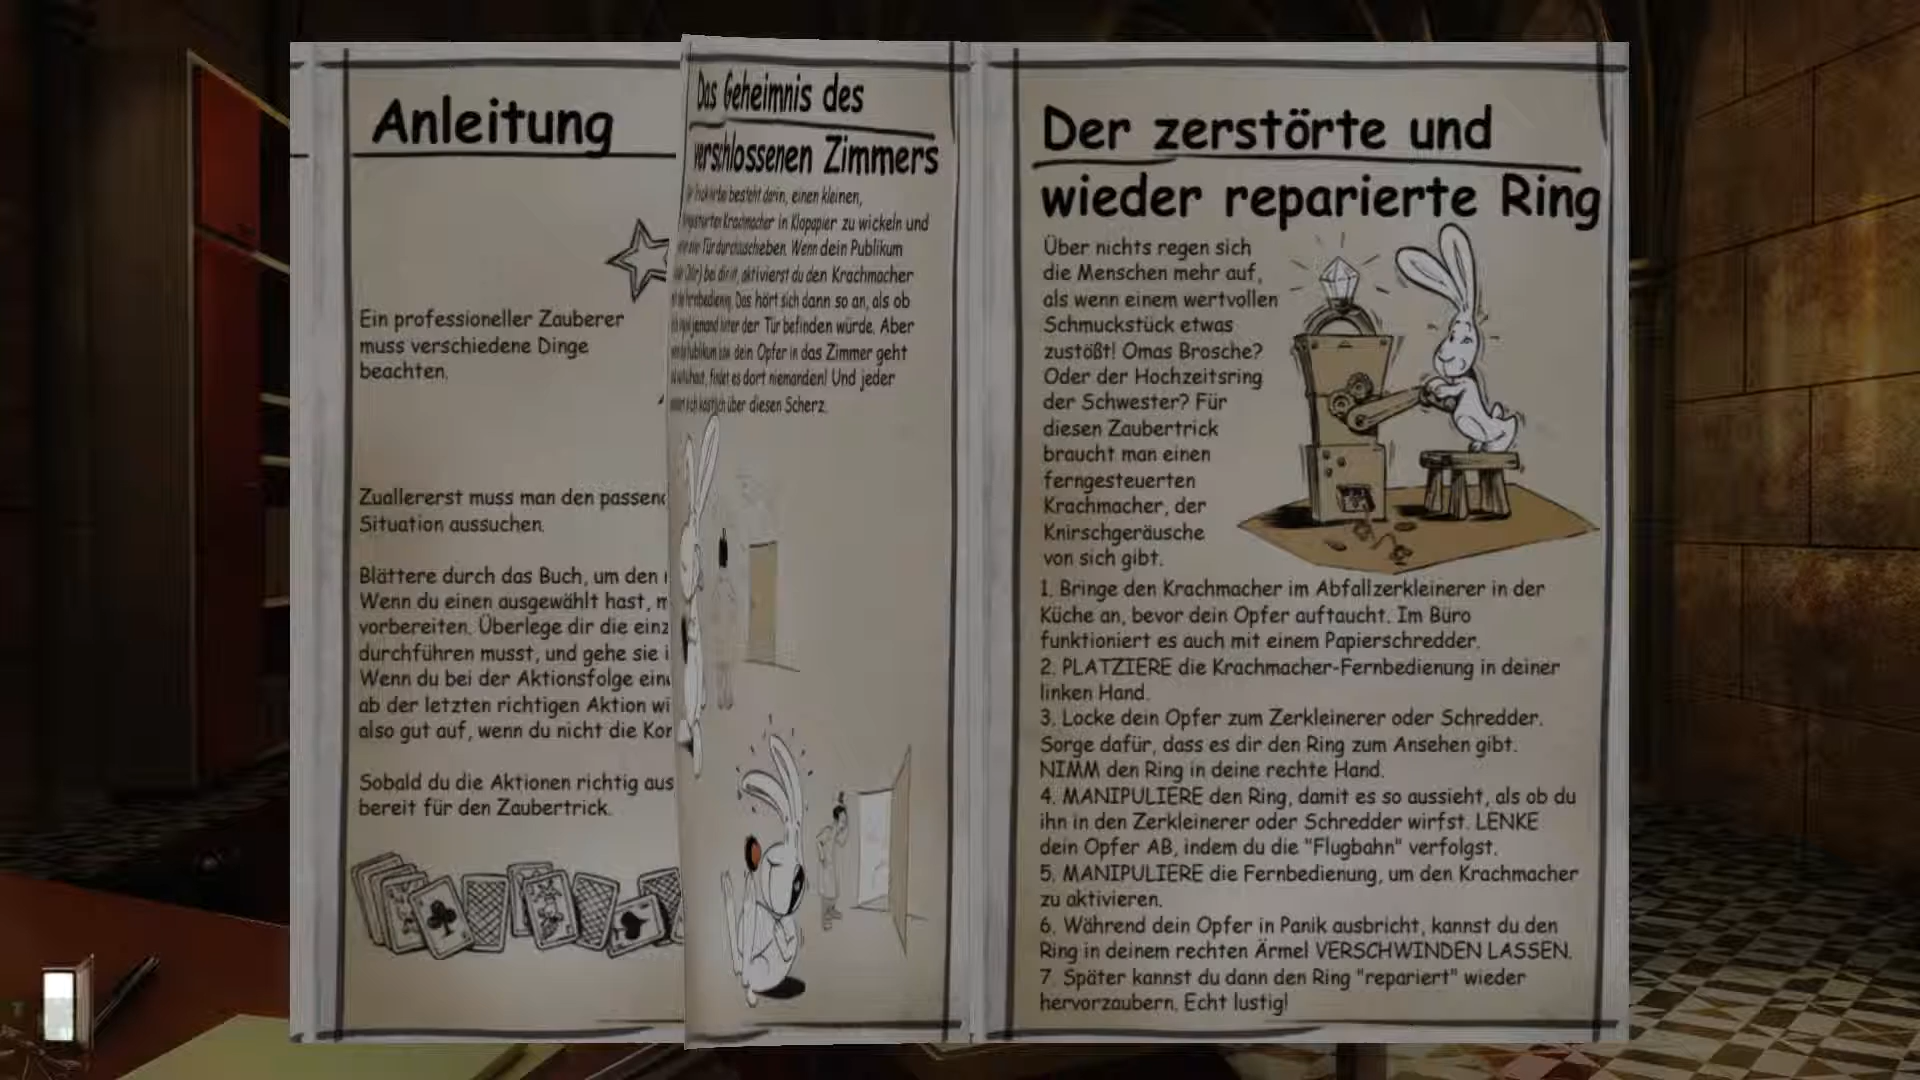 Anleitung
Ein professioneller Zauberer
muss verschiedene Dinge
beachten.
Zuallererst muss man den
Situation aussuchen.
Blättere durch das Buch, um den
Wenn du einen ausgewählt hast,
vorbereiten. Überlege dir die
durchführen musst, und gehe sie
Wenn du bei der Aktionsfolge
ab der letzten richtigen Aktion
also gut auf, wenn du nicht die
Sobald du die Aktionen richtig
bereit für den Zaubertrick.
Das Geheimnis des
verschlossenen Zimmers
besteht darin, einen kleinen,
Krachmacher in Klopapier zu wickeln und
Tür durchzuschieben. Wenn dein Publikum
bei dir ist, aktivierst du den Krachmacher
Das hört sich dann so an, als ob
jemand hinter der Tür befinden würde. Aber
dein Opfer in das Zimmer geht
findet es dort niemanden! Und jeder
über diesen Scherz.
Der zerstörte und
wieder reparierte Ring
Über nichts regen sich
die Menschen mehr auf,
als wenn einem wertvollen
Schmuckstück etwas
zustößt! Omas Brosche?
Oder der Hochzeitsring
der Schwester? Für
diesen Zaubertrick
braucht man einen
ferngesteuerten
Krachmacher, der
Knirschgeräusche
von sich gibt.
1. Bringe den Krachmacher im Abfallzerkleinerer in der
Küche an, bevor dein Opfer auftaucht. Im Büro
funktioniert es auch mit einem Papierschredder.
2. PLATZIERE die Krachmacher-Fernbedienung in deiner
linken Hand.
3. Locke dein Opfer zum Zerkleinerer oder Schredder.
Sorge dafür, dass es dir den Ring zum Ansehen gibt.
NIMM den Ring in deine rechte Hand.
4. MANIPULIERE den Ring, damit es so aussieht, als ob du
ihn in den Zerkleinerer oder Schredder wirfst. LENKE
dein Opfer AB, indem du die "Flugbahn" verfolgst.
5. MANIPULIERE die Fernbedienung, um den Krachmacher
zu aktivieren.
6. Während dein Opfer in Panik ausbricht, kannst du den
Ring in deinem rechten Ärmel VERSCHWINDEN LASSEN.
7. Später kannst du dann den Ring "repariert" wieder
hervorzaubern. Echt lustig!